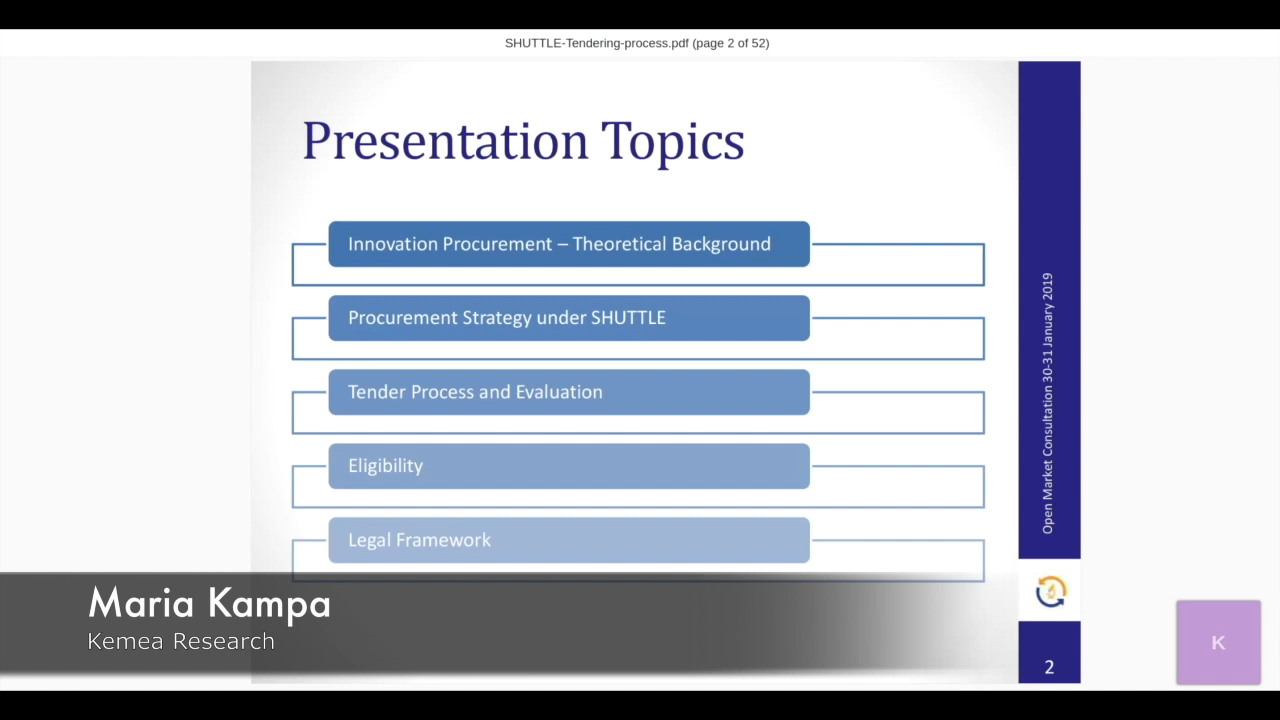 SHUTTLE-Tendering-process.pdf (page 2 of 52)
Presentation Topics
Innovation Procurement – Theoretical Background
Procurement Strategy under SHUTTLE
Tender Process and Evaluation
Eligibility
Legal Framework
Open Market Consultation 30-31 January 2019
2
Maria Kampa
Kemea Research
K